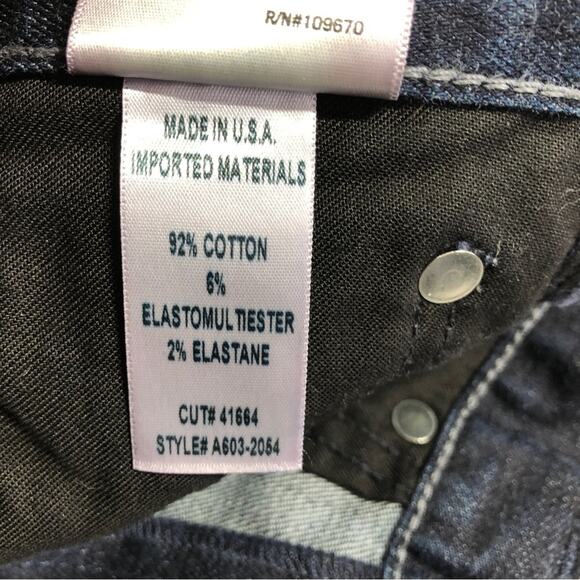 R/N#109670
MADE IN U.S.A.
IMPORTED MATERIALS
92% COTTON
6%
ELASTOMULTIESTER
2% ELASTANE
CUT# 41664
STYLE# A603-2054